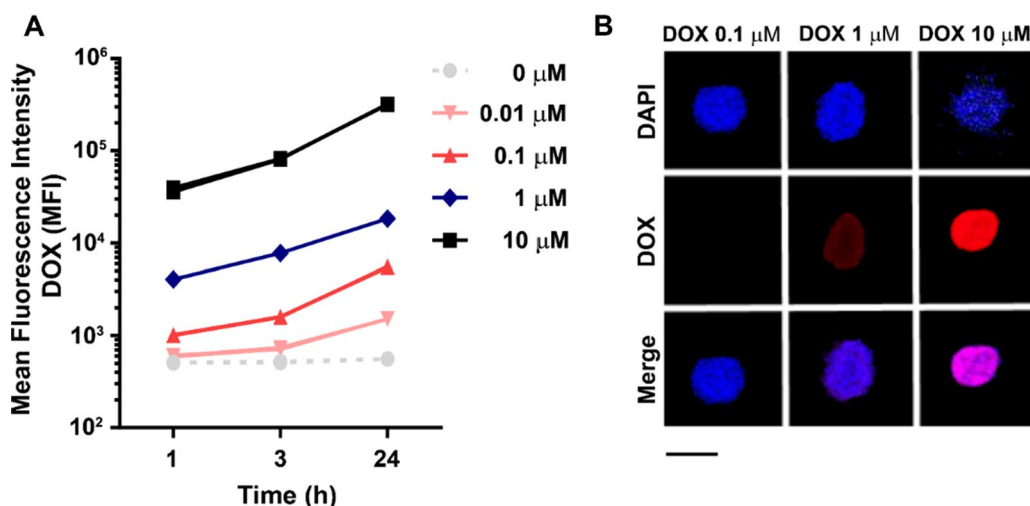 A
Mean Fluorescence Intensity
DOX (MFI)
10⁶
10⁵
10⁴
10³
10²
1 3 24
Time (h)
0 μM
0.01 μM
0.1 μM
1 μM
10 μM
B
DOX 0.1 μM DOX 1 μM DOX 10 μM
DAPI
DOX
Merge